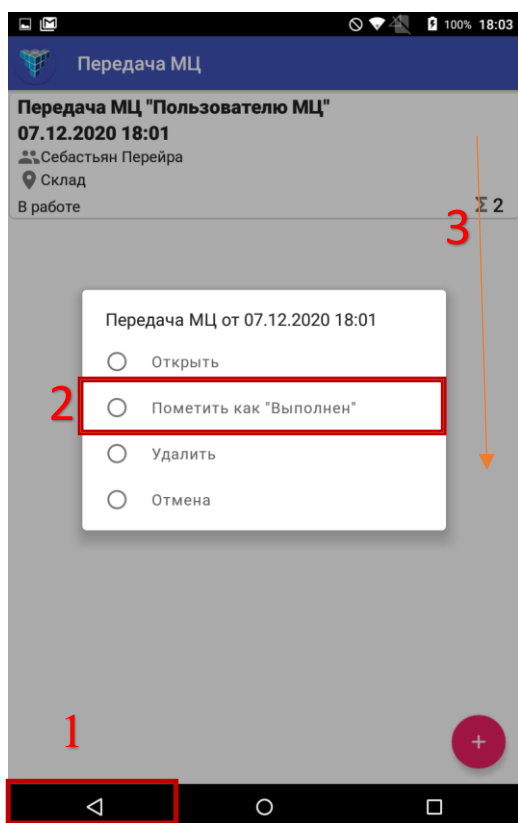 100% 18:03
Передача МЦ
Передача МЦ "Пользователю МЦ"
07.12.2020 18:01
Себастьян Перейра
Склад
В работе
Σ 2
3
Передача МЦ от 07.12.2020 18:01
Открыть
2
Пометить как "Выполнен"
Удалить
Отмена
1
+